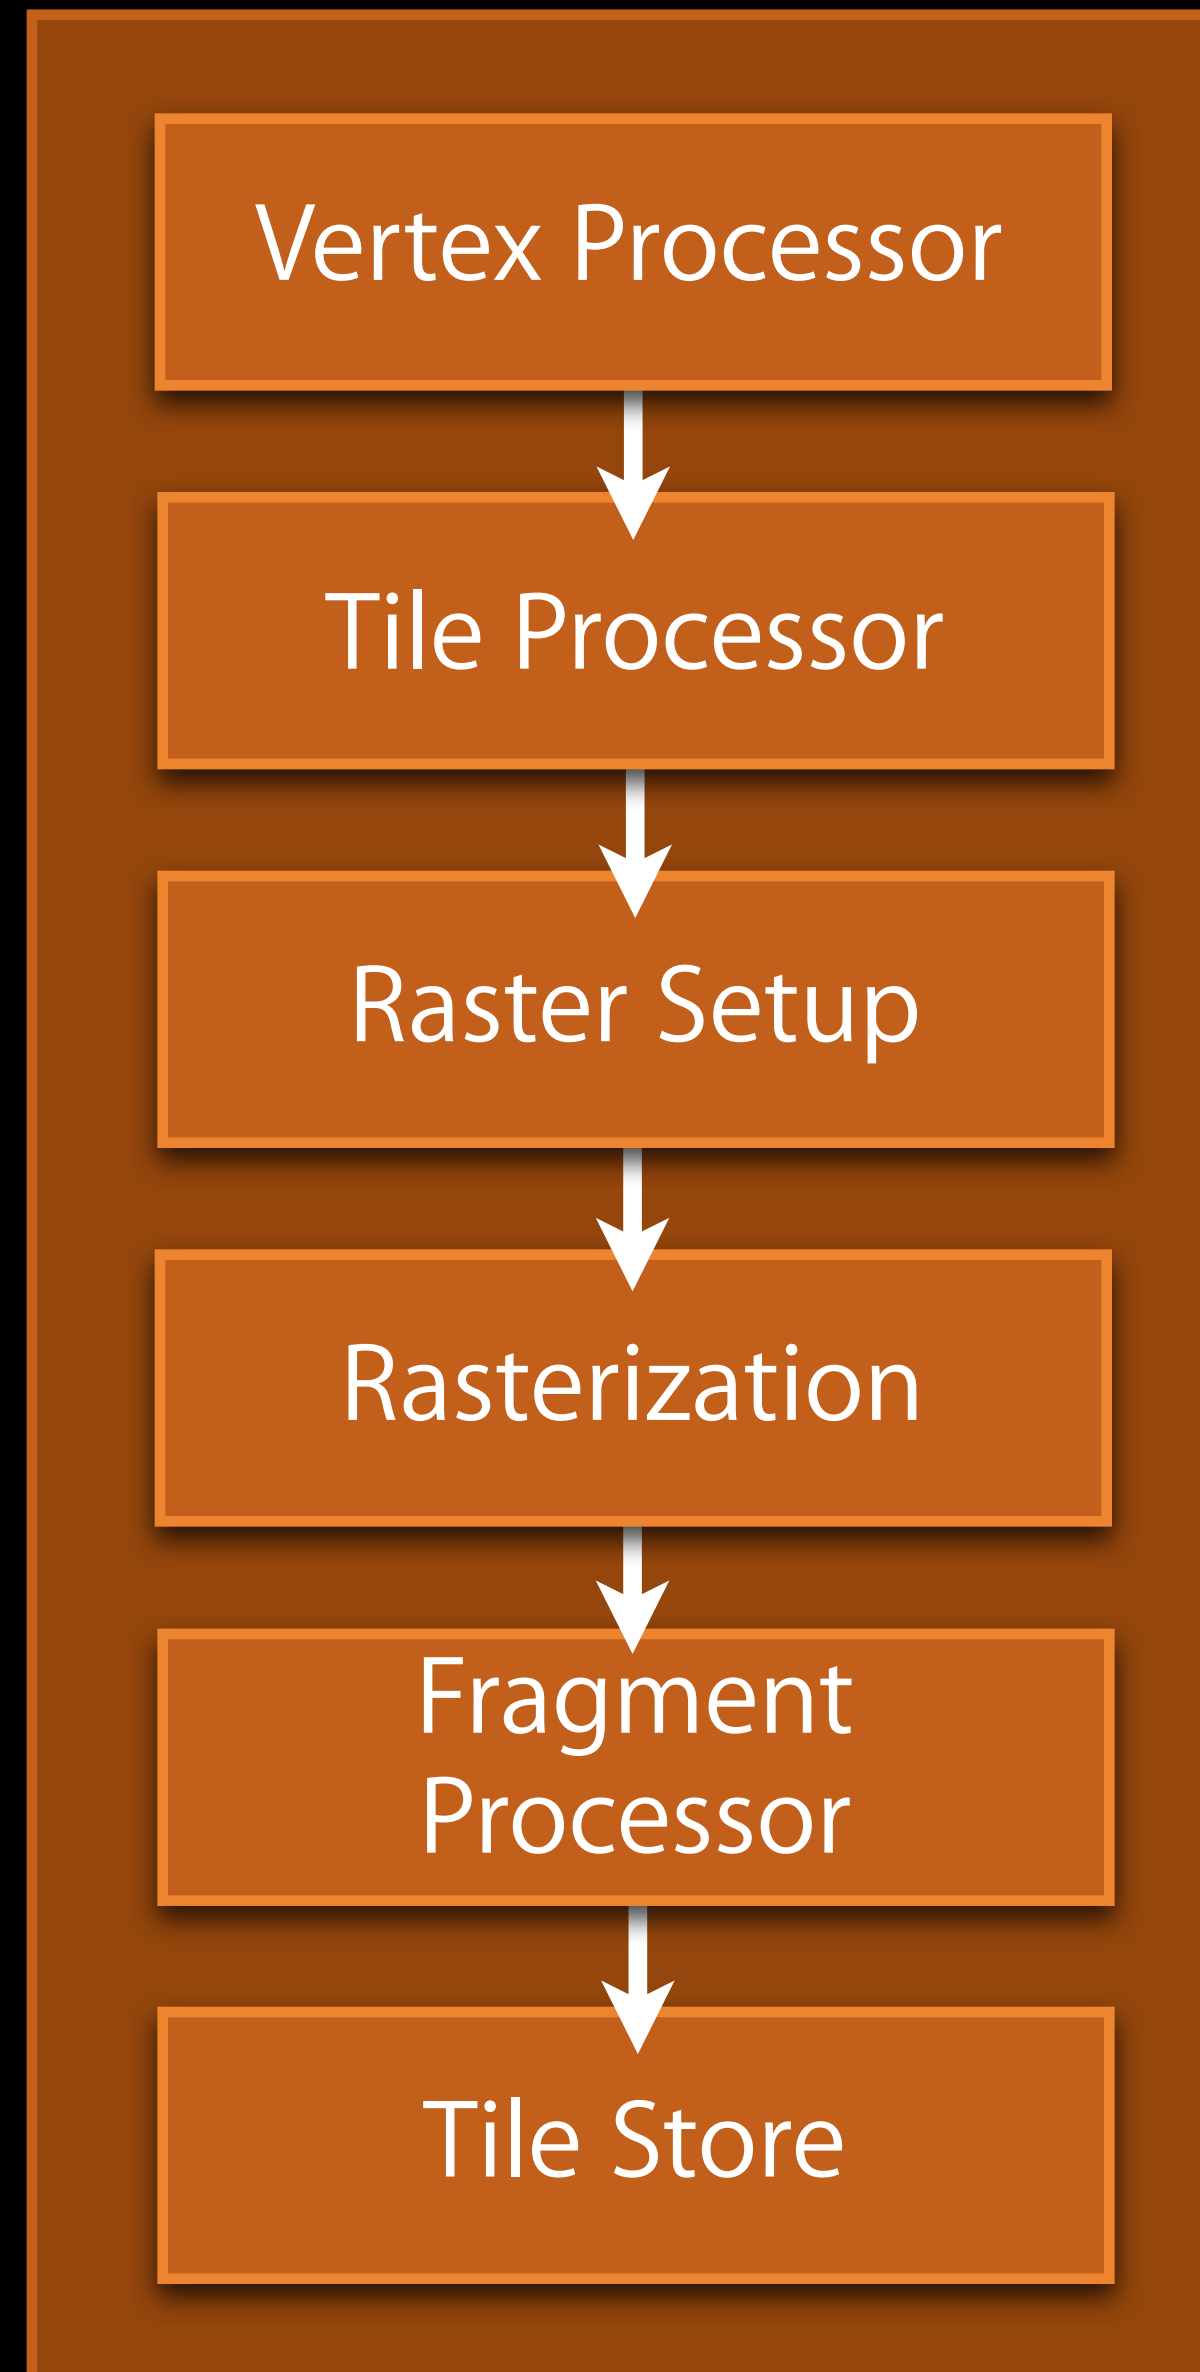 Vertex Processor
Tile Processor
Raster Setup
Rasterization
Fragment
Processor
Tile Store